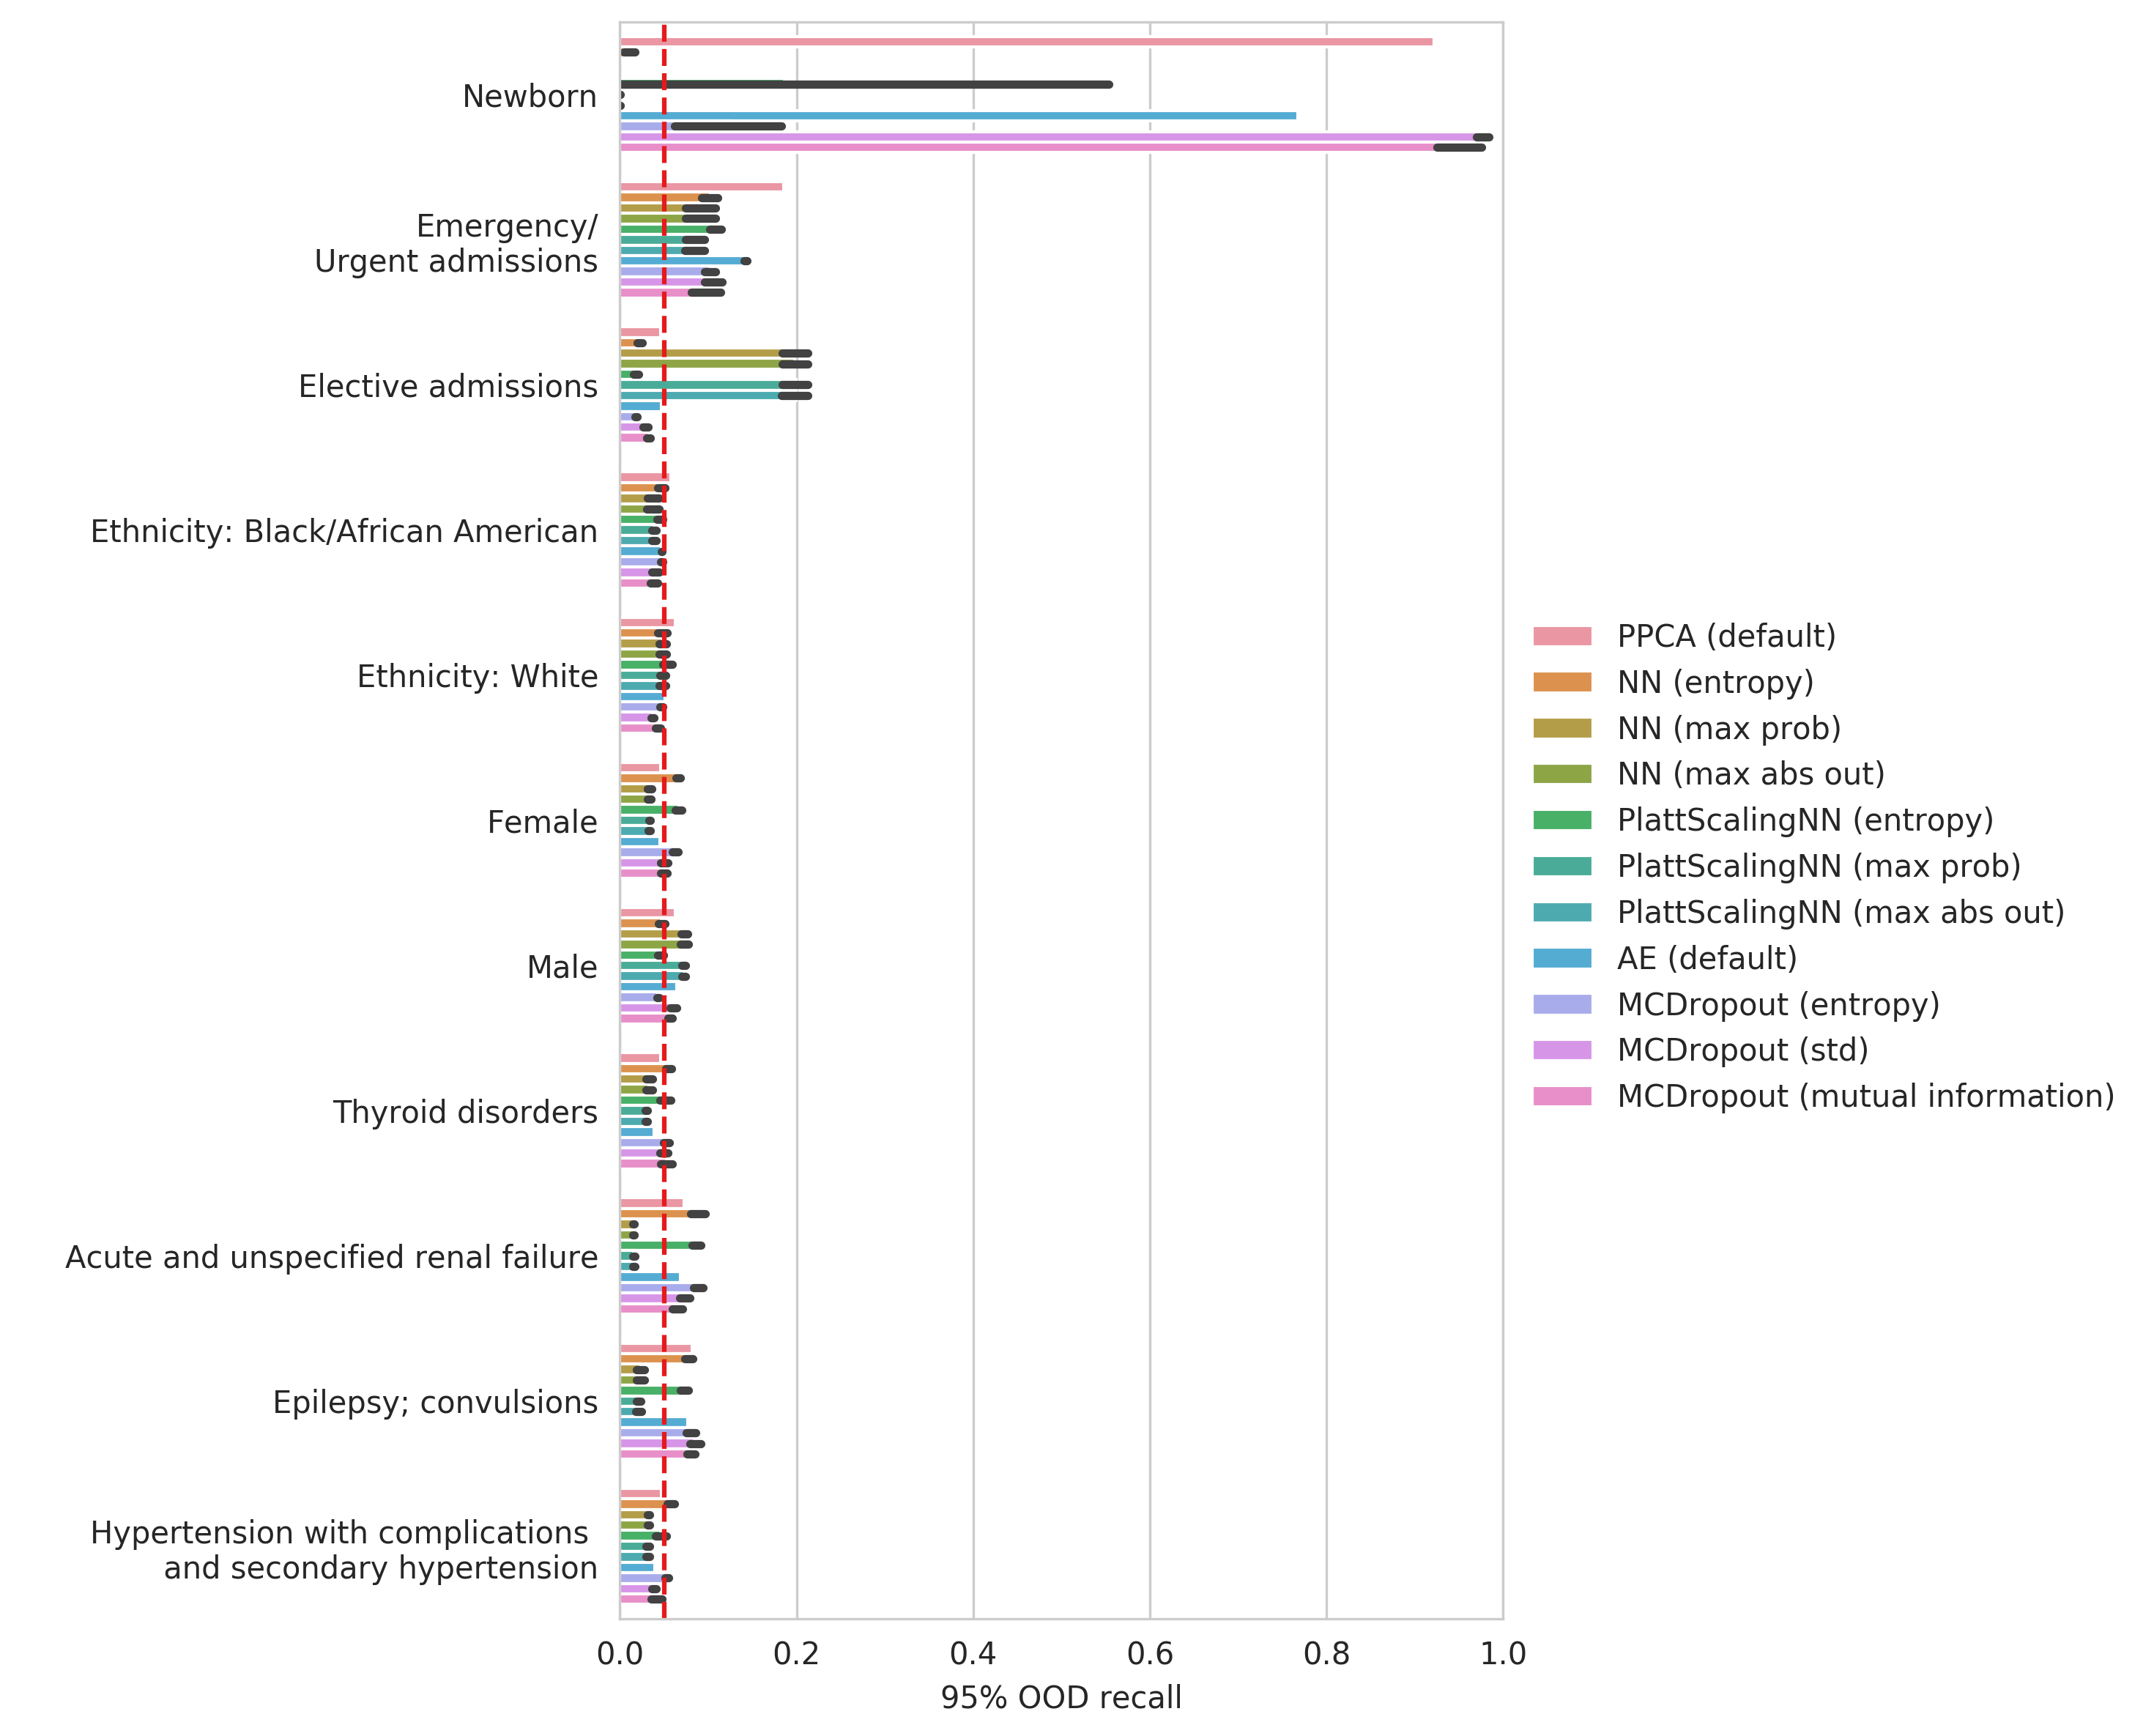 Newborn
Emergency/
Urgent admissions
Elective admissions
Ethnicity: Black/African American
Ethnicity: White
Female
Male
Thyroid disorders
Acute and unspecified renal failure
Epilepsy; convulsions
Hypertension with complications
and secondary hypertension
0.0 0.2 0.4 0.6 0.8 1.0
95% OOD recall
PPCA (default)
NN (entropy)
NN (max prob)
NN (max abs out)
PlattScalingNN (entropy)
PlattScalingNN (max prob)
PlattScalingNN (max abs out)
AE (default)
MCDropout (entropy)
MCDropout (std)
MCDropout (mutual information)